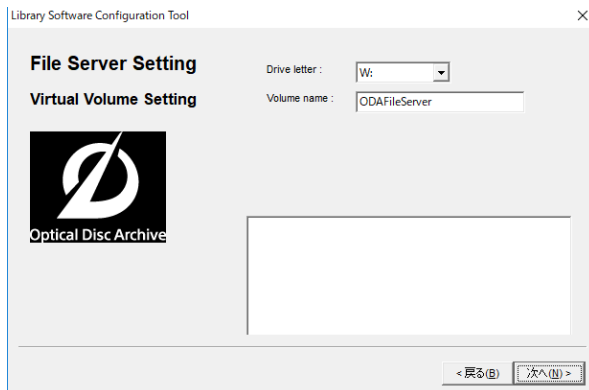 Library Software Configuration Tool
File Server Setting
Drive letter :
W:
Virtual Volume Setting
Volume name :
ODAFileServer
Optical Disc Archive
<戻る(B)
次へ(N) >